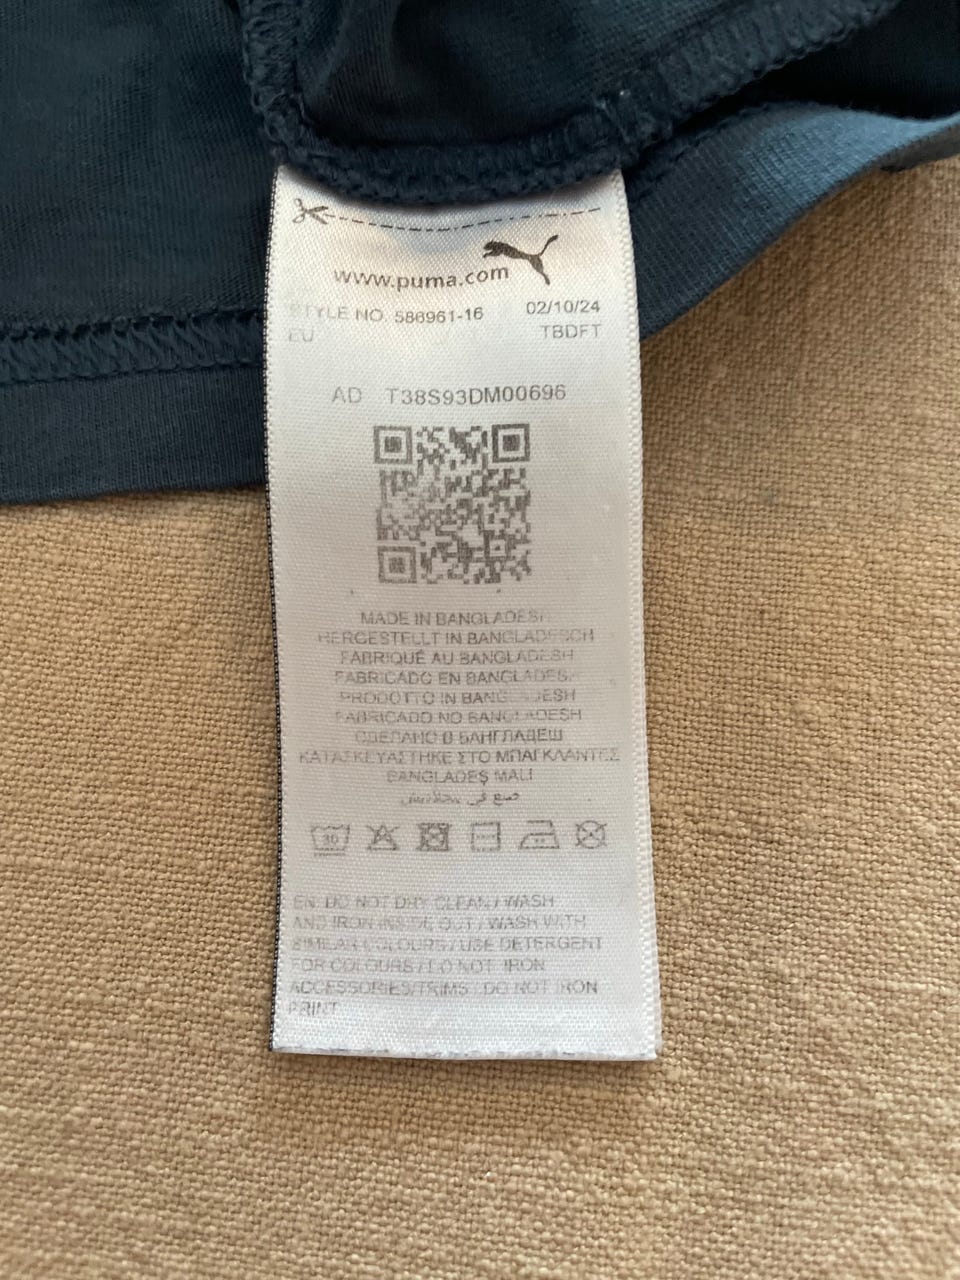 www.puma.com
STYLE NO. 586961-16 02/10/24
EU TBDFT
AD T38S93DM00696
MADE IN BANGLADESH
HERGESTELLT IN BANGLADESCH
FABRIQUÉ AU BANGLADESH
FABRICADO EN BANGLADESH
PRODOTTO IN BANGLADESH
FABRICADO NO BANGLADESH
СДЕЛАНО В БАНГЛАДЕШ
ΚΑΤΑΣΚΕΥΑΣΤΗΚΕ ΣΤΟ ΜΠΑΓΚΛΑΝΤΕΣ
BANGLADEŞ MALI
صنع في بنجلاديش
30
EN: DO NOT DRY CLEAN / WASH
AND IRON INSIDE OUT / WASH WITH
SIMILAR COLOURS / USE DETERGENT
FOR COLOURS / DO NOT IRON
ACCESSORIES/TRIMS / DO NOT IRON
PRINT